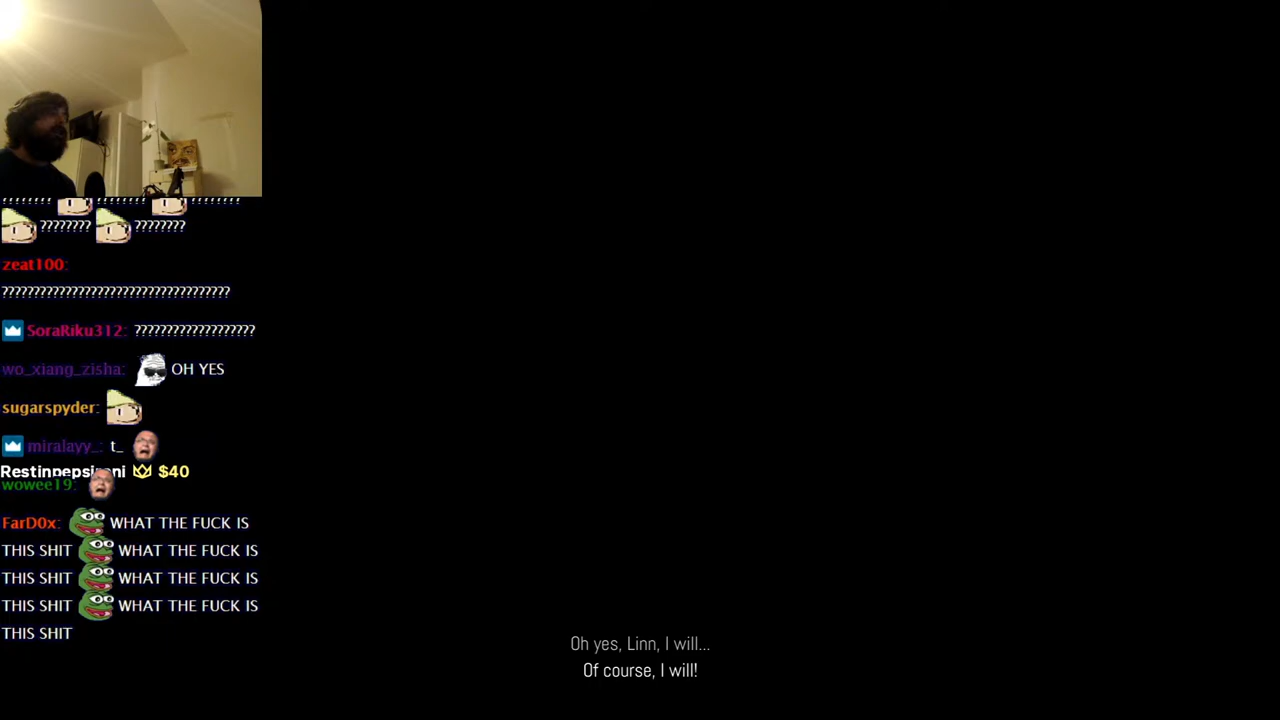 ???????? ???????? ????????
???????? ????????
zeat100:
???????????????????????????????????
SoraRiku312: ???????????????????
wo_xiang_zisha: OH YES
sugarspyder:
miralayy_: t_
$40
wowee19:
FarD0x: WHAT THE FUCK IS
THIS SHIT WHAT THE FUCK IS
THIS SHIT WHAT THE FUCK IS
THIS SHIT WHAT THE FUCK IS
THIS SHIT
Oh yes, Linn, I will...
Of course, I will!